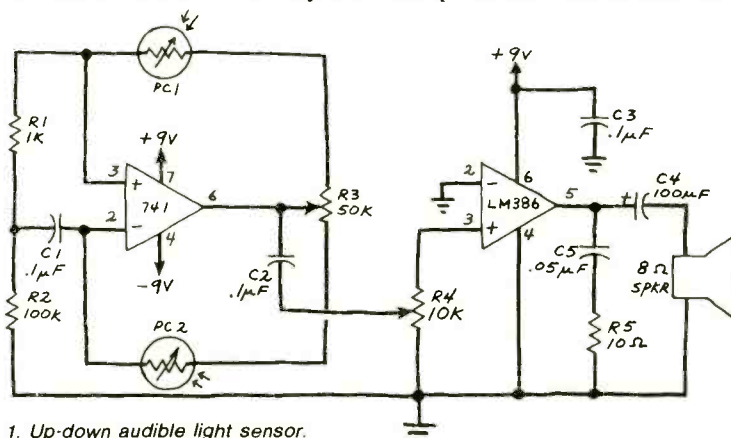 PC1
+9V
R1
1K
+9V
C3
.1µF
3
+
7
741
6
2
-
4
-9V
R3
50K
2
-
6
LM386
5
3
+
4
C4
+
100µF
C1
.1µF
C2
.1µF
C5
.05µF
8Ω
SPKR
R2
100K
PC2
R4
10K
R5
10Ω
1. Up-down audible light sensor.